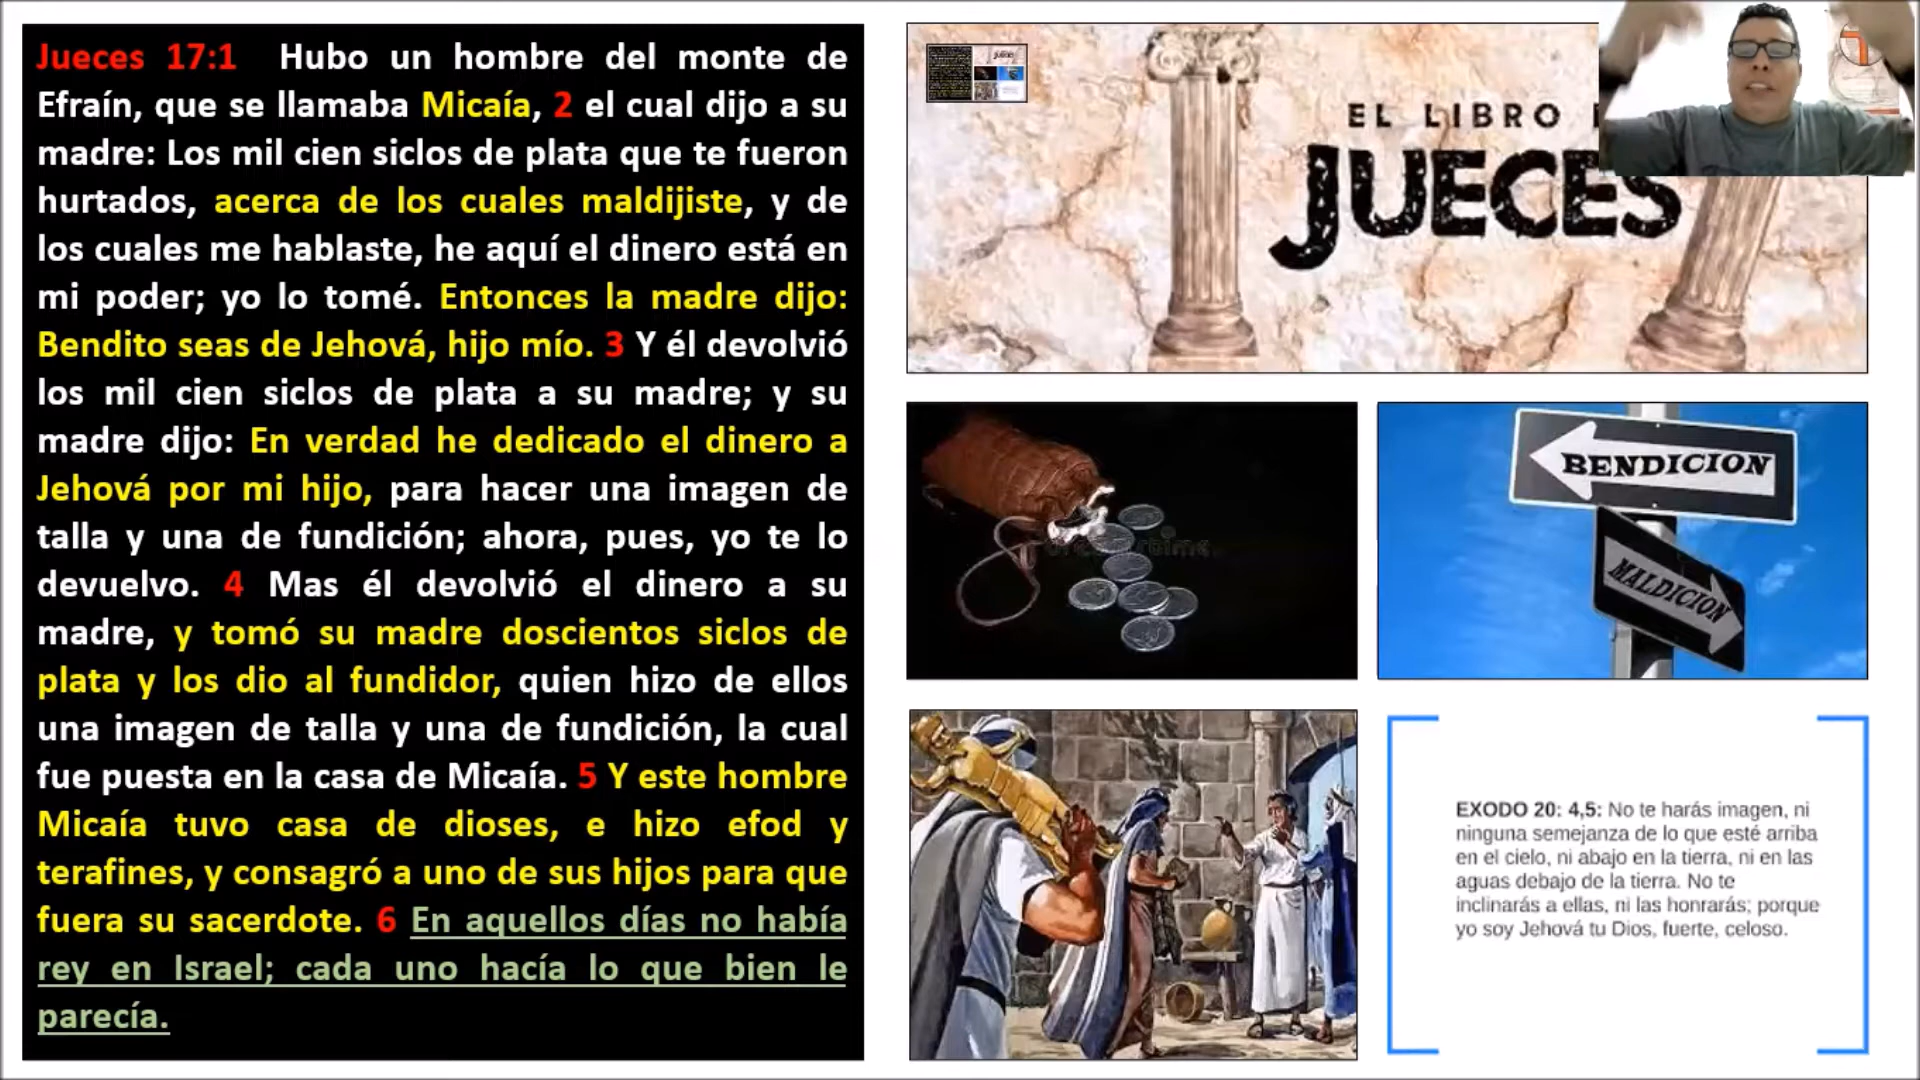 Jueces 17:1 Hubo un hombre del monte de
Efraín, que se llamaba Micaía, 2 el cual dijo a su
madre: Los mil cien siclos de plata que te fueron
hurtados, acerca de los cuales maldijiste, y de
los cuales me hablaste, he aquí el dinero está en
mi poder; yo lo tomé. Entonces la madre dijo:
Bendito seas de Jehová, hijo mío. 3 Y él devolvió
los mil cien siclos de plata a su madre; y su
madre dijo: En verdad he dedicado el dinero a
Jehová por mi hijo, para hacer una imagen de
talla y una de fundición; ahora, pues, yo te lo
devuelvo. 4 Mas él devolvió el dinero a su
madre, y tomó su madre doscientos siclos de
plata y los dio al fundidor, quien hizo de ellos
una imagen de talla y una de fundición, la cual
fue puesta en la casa de Micaía. 5 Y este hombre
Micaía tuvo casa de dioses, e hizo efod y
terafines, y consagró a uno de sus hijos para que
fuera su sacerdote. 6 En aquellos días no había
rey en Israel; cada uno hacía lo que bien le
parecía.
EL LIBRO
JUECES
BENDICION
MALDICION
EXODO 20: 4,5: No te harás imagen, ni
ninguna semejanza de lo que esté arriba
en el cielo, ni abajo en la tierra, ni en las
aguas debajo de la tierra. No te
inclinarás a ellas, ni las honrarás; porque
yo soy Jehová tu Dios, fuerte, celoso.